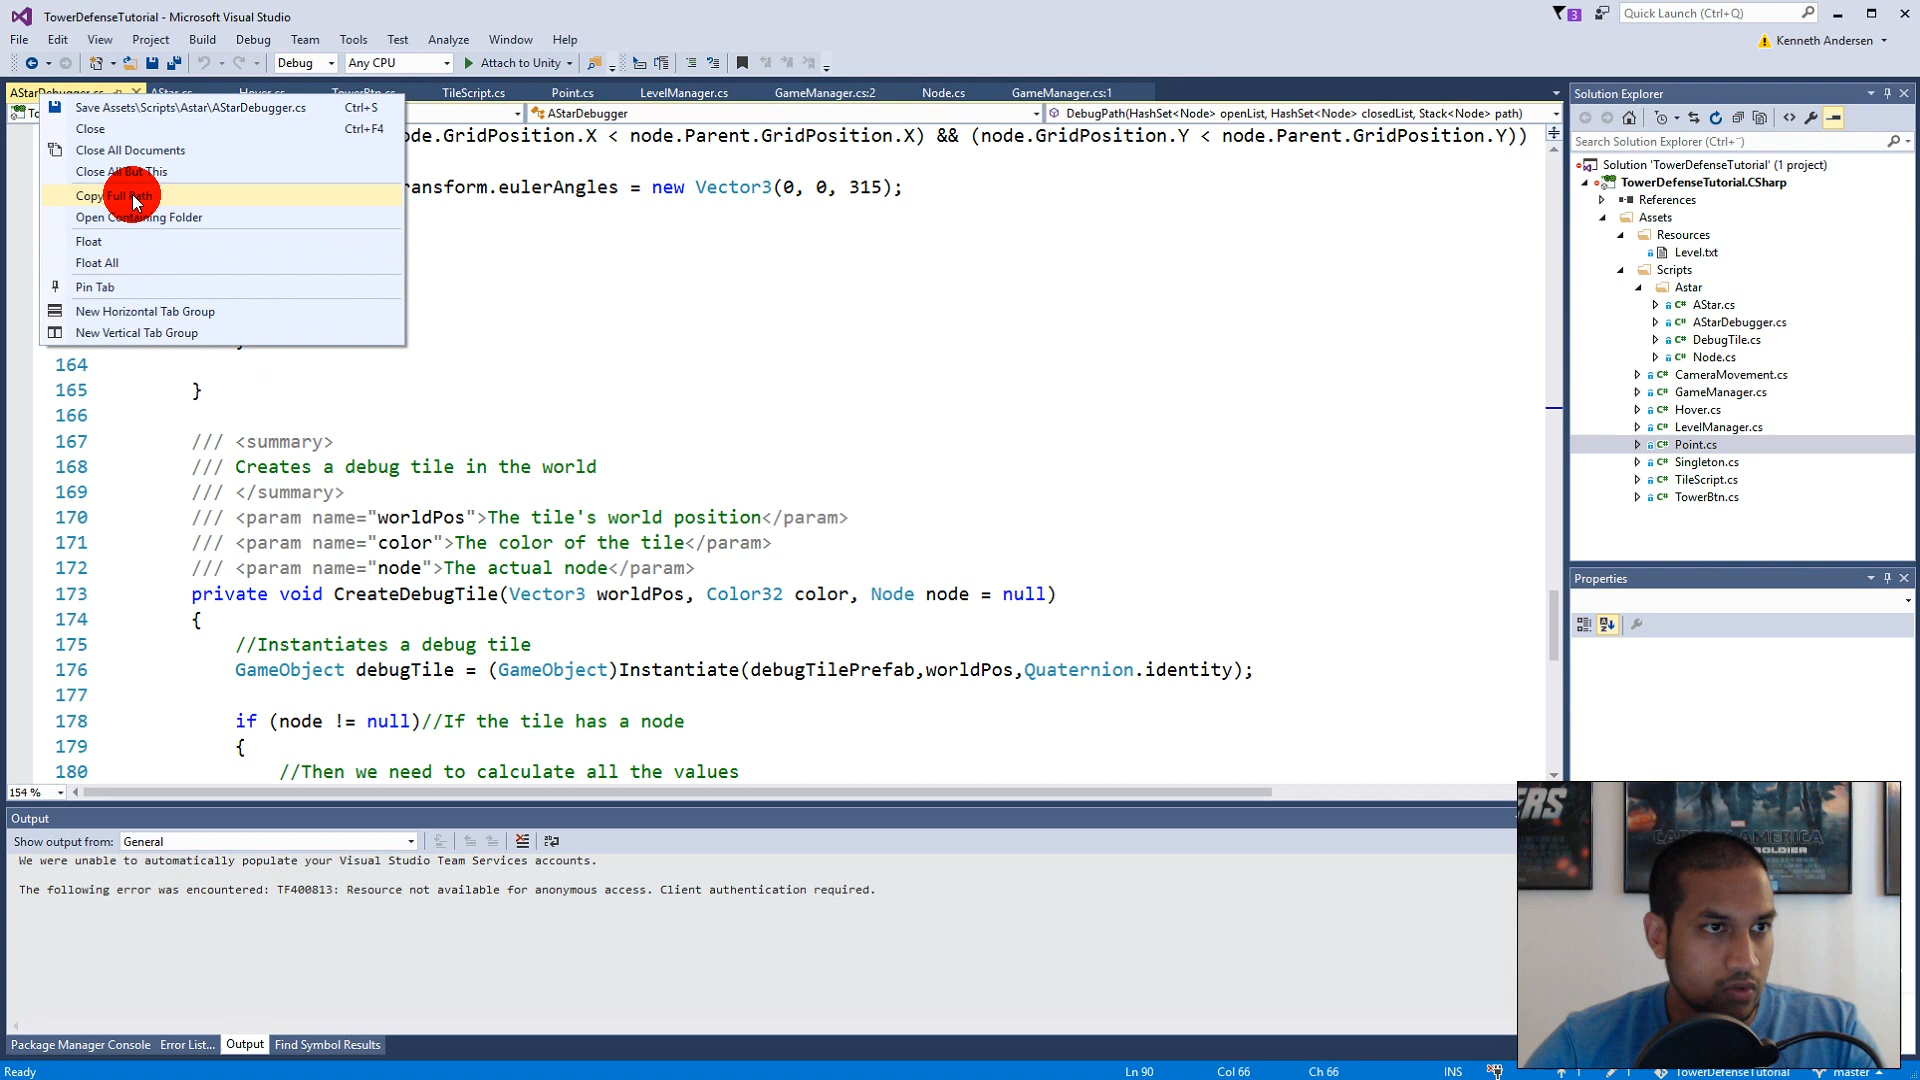 TowerDefenseTutorial - Microsoft Visual Studio
3
Quick Launch (Ctrl+Q)
File Edit View Project Build Debug Team Tools Test Analyze Window Help
Kenneth Andersen
Debug Any CPU Attach to Unity
TileScript.cs Point.cs LevelManager.cs GameManager.cs:2 Node.cs GameManager.cs:1
AStarDebugger
DebugPath(HashSet<Node> openList, HashSet<Node> closedList, Stack<Node> path)
Save Assets\Scripts\Astar\AStarDebugger.cs Ctrl+S
Close Ctrl+F4
Close All Documents
Close All But This
Copy Full Path
Open Containing Folder
Float
Float All
Pin Tab
New Horizontal Tab Group
New Vertical Tab Group
ode.GridPosition.X < node.Parent.GridPosition.X) && (node.GridPosition.Y < node.Parent.GridPosition.Y))
ransform.eulerAngles = new Vector3(0, 0, 315);
164
165 }
166
167 /// <summary>
168 /// Creates a debug tile in the world
169 /// </summary>
170 /// <param name="worldPos">The tile's world position</param>
171 /// <param name="color">The color of the tile</param>
172 /// <param name="node">The actual node</param>
173 private void CreateDebugTile(Vector3 worldPos, Color32 color, Node node = null)
174 {
175 //Instantiates a debug tile
176 GameObject debugTile = (GameObject)Instantiate(debugTilePrefab,worldPos,Quaternion.identity);
177
178 if (node != null)//If the tile has a node
179 {
180 //Then we need to calculate all the values
154 %
Output
Show output from: General
We were unable to automatically populate your Visual Studio Team Services accounts.
The following error was encountered: TF400813: Resource not available for anonymous access. Client authentication required.
Package Manager Console Error List... Output Find Symbol Results
Ready Ln 90 Col 66 Ch 66 INS 1 1 TowerDefenseTutorial master
Solution Explorer
Search Solution Explorer (Ctrl+¨)
Solution 'TowerDefenseTutorial' (1 project)
TowerDefenseTutorial.CSharp
References
Assets
Resources
Level.txt
Scripts
Astar
C# AStar.cs
C# AStarDebugger.cs
C# DebugTile.cs
C# Node.cs
C# CameraMovement.cs
C# GameManager.cs
C# Hover.cs
C# LevelManager.cs
C# Point.cs
C# Singleton.cs
C# TileScript.cs
C# TowerBtn.cs
Properties